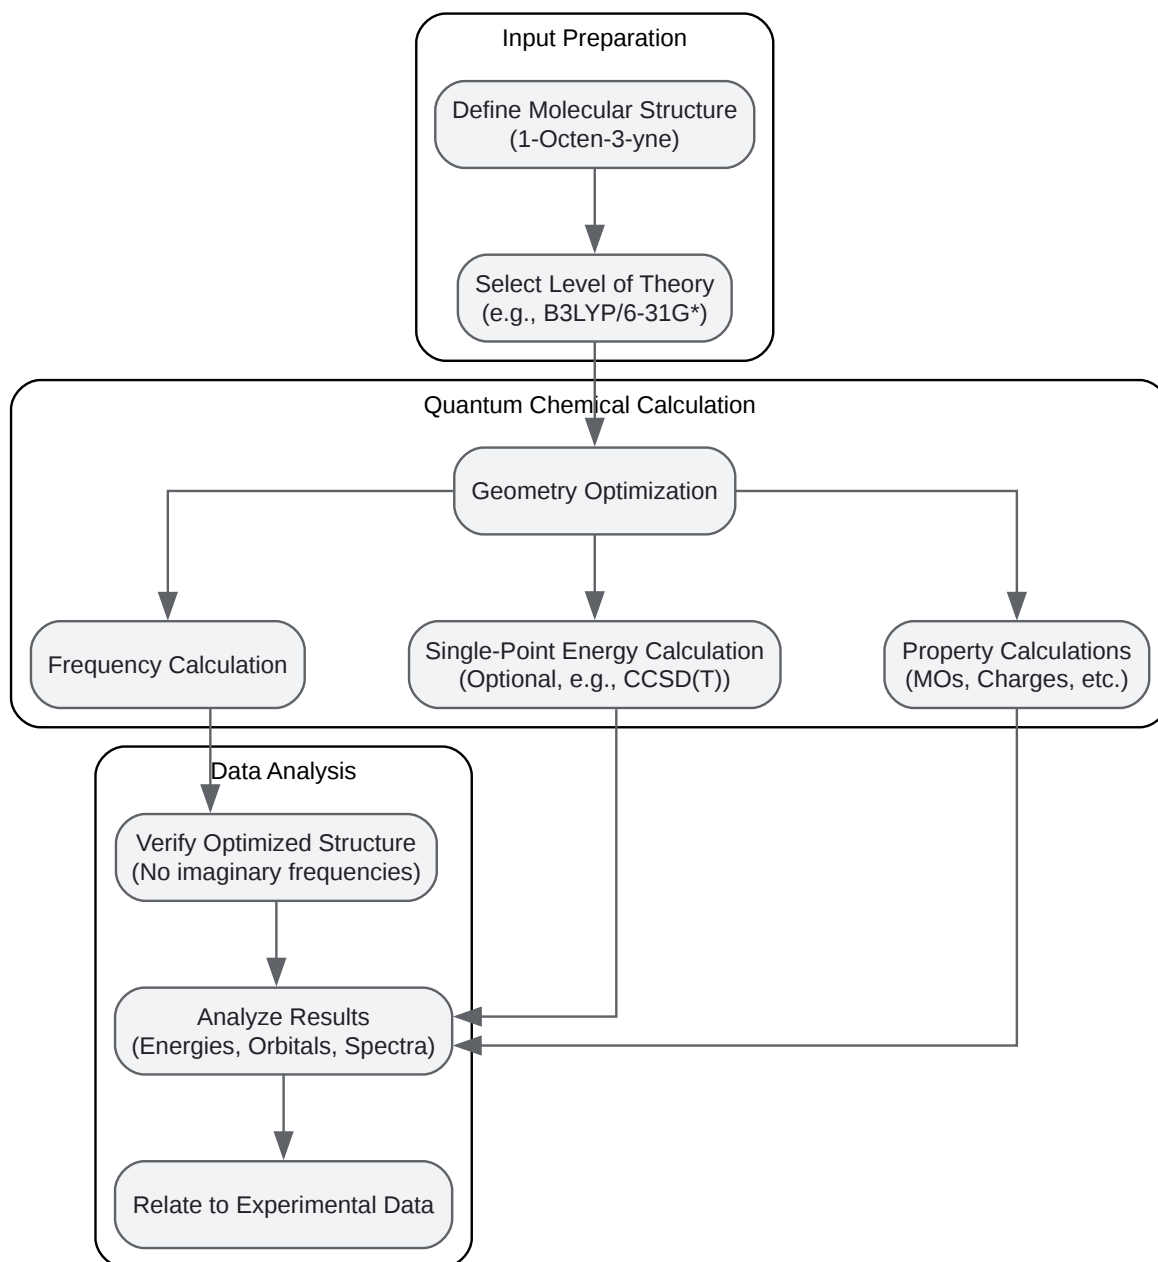 Input Preparation
Define Molecular Structure
(1-Octen-3-yne)
Select Level of Theory
(e.g., B3LYP/6-31G*)
Quantum Chemical Calculation
Geometry Optimization
Frequency Calculation
Single-Point Energy Calculation
(Optional, e.g., CCSD(T))
Property Calculations
(MOs, Charges, etc.)
Data Analysis
Verify Optimized Structure
(No imaginary frequencies)
Analyze Results
(Energies, Orbitals, Spectra)
Relate to Experimental Data